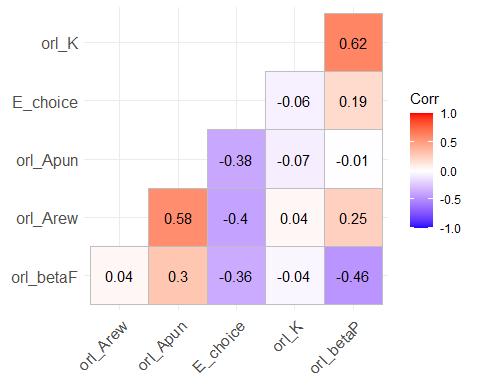 orl_K 0.62
E_choice -0.06 0.19
orl_Apun -0.38 -0.07 -0.01
orl_Arew 0.58 -0.4 0.04 0.25
orl_betaF 0.04 0.3 -0.36 -0.04 -0.46
orl_Arew orl_Apun E_choice orl_K orl_betaP
Corr
1.0
0.5
0.0
-0.5
-1.0